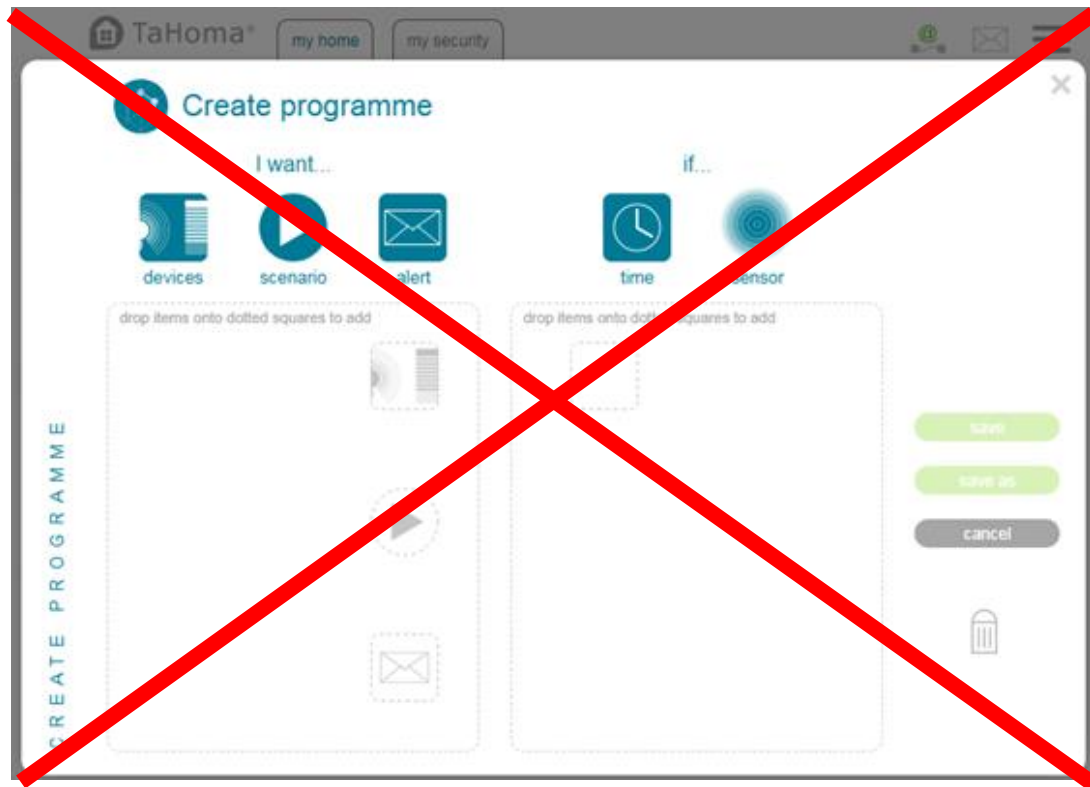 TaHoma®
my home
my security
Create programme
I want...
if...
devices
scenario
alert
time
sensor
drop items onto dotted squares to add
drop items onto dotted squares to add
CREATE PROGRAMME
save
save as
cancel